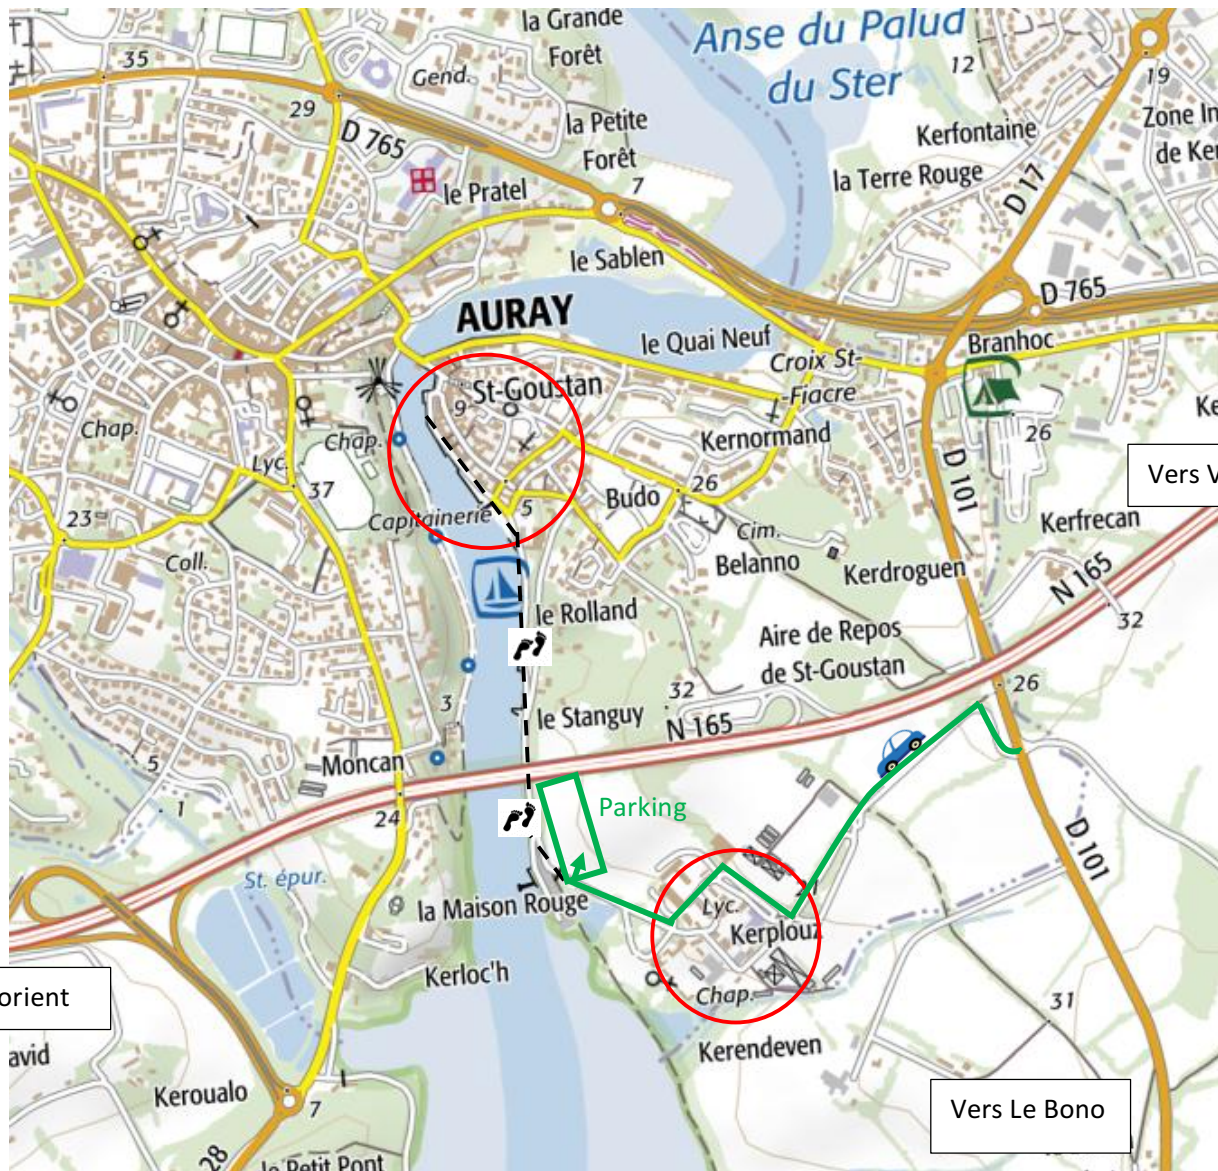 la Grande
Forêt
Anse du Palud
du Ster
12
19
35
Gend.
29
D 765
la Petite
Forêt
Kerfontaine
Zone In
de Ker
la Terre Rouge
D 17
le Pratel
7
le Sablen
D 765
AURAY
le Quai Neuf
Branhoc
Croix St-
-Fiacre
St-Goustan
9
Ke
Chap.
Chap.
Kernormand
26
Vers V
Lyc.
37
D 101
Budo
26
23
Capitainerie
5
Kerfrecan
Cim.
Coll.
Belanno
Kerdroguen
N 165
le Rolland
Aire de Repos
de St-Goustan
32
32
26
3
le Stanguy
N 165
Moncan
5
1
24
Parking
D 101
St. épur.
la Maison Rouge
Lyc.
Kerplouz
Kerloc'h
Chap.
orient
31
avid
Kerendeven
Keroualo
7
Vers Le Bono
28
le Petit Pont